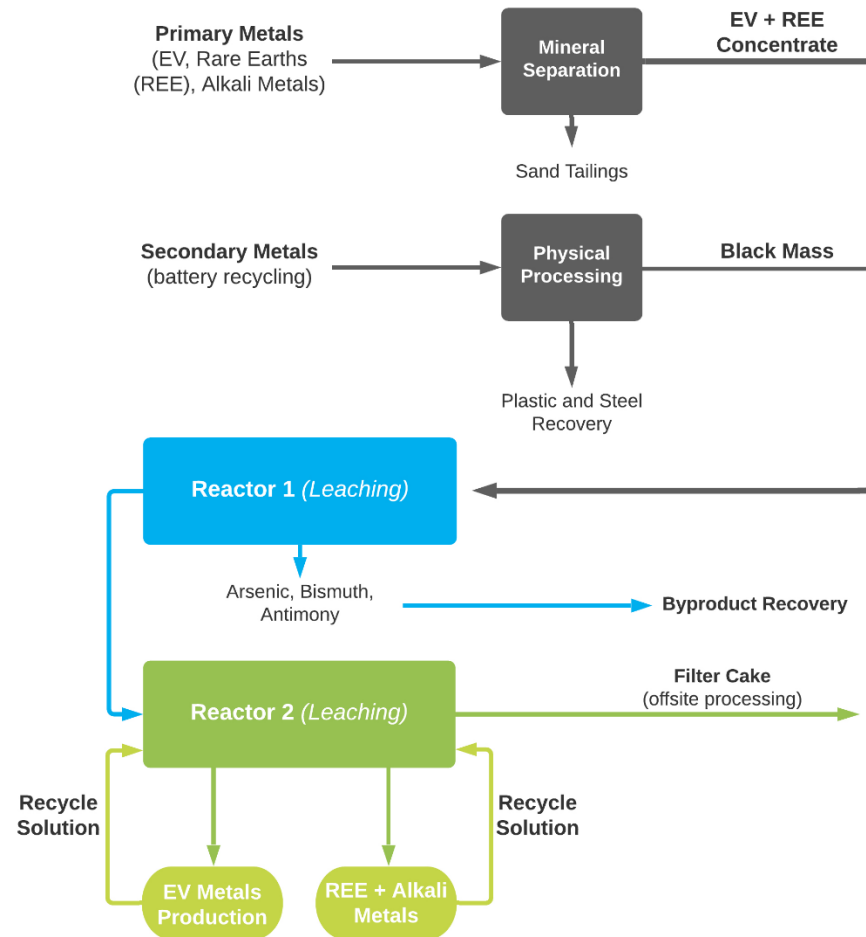 Primary Metals
(EV, Rare Earths
(REE), Alkali Metals)
Mineral
Separation
EV + REE
Concentrate
Sand Tailings
Secondary Metals
(battery recycling)
Physical
Processing
Black Mass
Plastic and Steel
Recovery
Reactor 1 (Leaching)
Arsenic, Bismuth,
Antimony
Byproduct Recovery
Reactor 2 (Leaching)
Filter Cake
(offsite processing)
Recycle
Solution
Recycle
Solution
EV Metals
Production
REE + Alkali
Metals